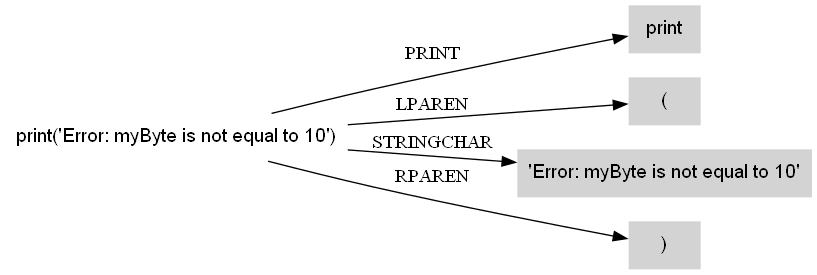 print
PRINT
LPAREN
(
print('Error: myByte is not equal to 10')
STRINGCHAR
'Error: myByte is not equal to 10'
RPAREN
)